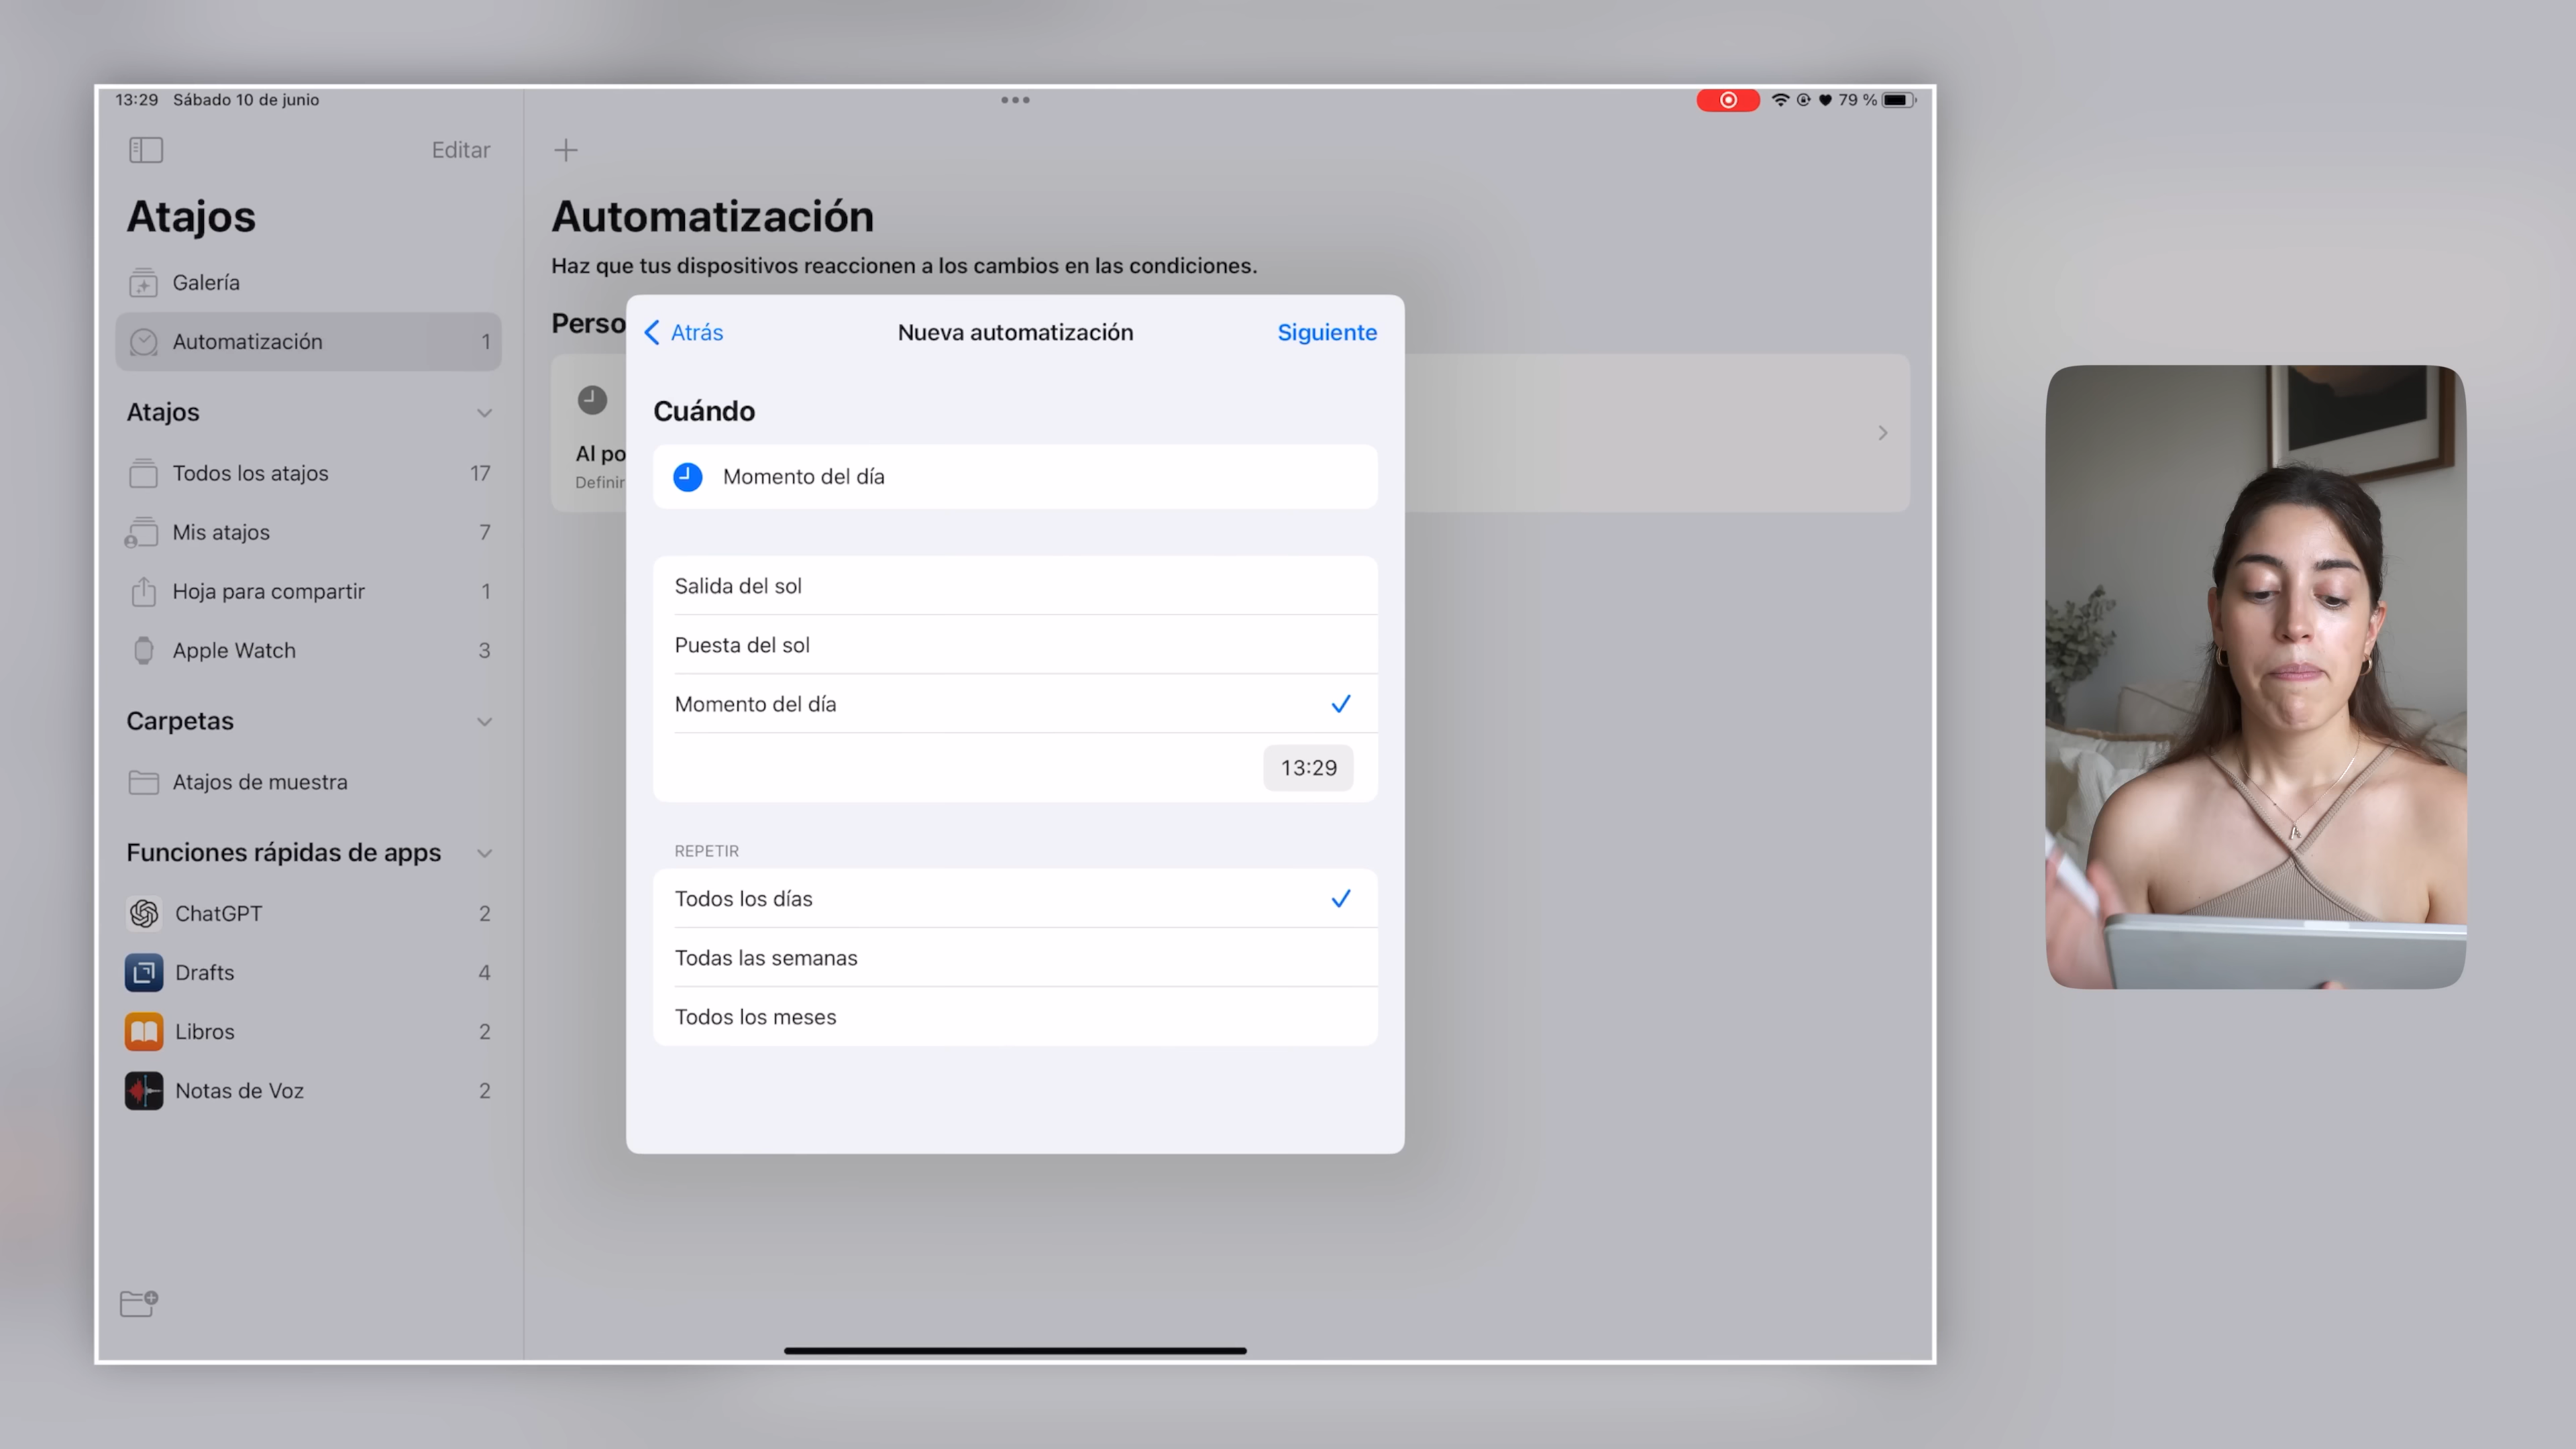 13:29 Sábado 10 de junio
79 %
Editar
Atajos
Galería
Automatización 1
Atajos
Todos los atajos 17
Mis atajos 7
Hoja para compartir 1
Apple Watch 3
Carpetas
Atajos de muestra
Funciones rápidas de apps
ChatGPT 2
Drafts 4
Libros 2
Notas de Voz 2
Automatización
Haz que tus dispositivos reaccionen a los cambios en las condiciones.
Perso
Al po
Definir
Atrás
Nueva automatización
Siguiente
Cuándo
Momento del día
Salida del sol
Puesta del sol
Momento del día
13:29
REPETIR
Todos los días
Todas las semanas
Todos los meses